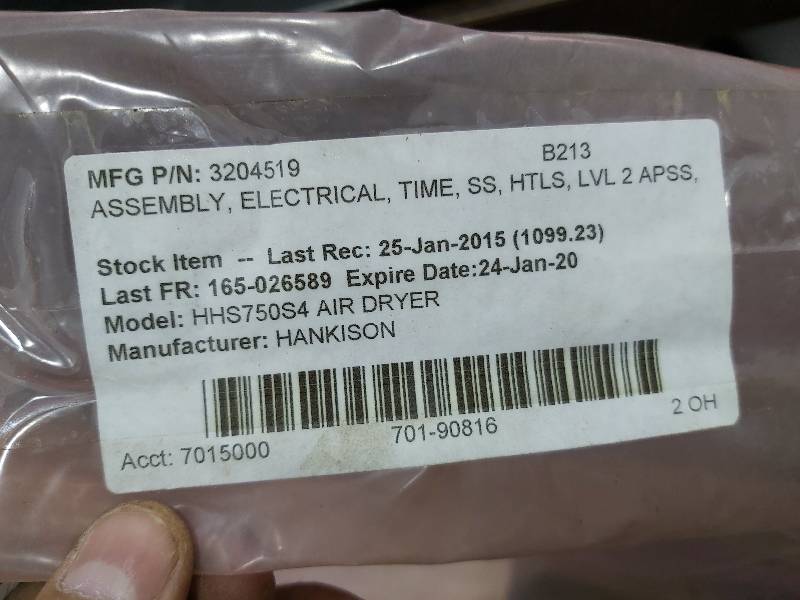 MFG P/N: 3204519 B213
ASSEMBLY, ELECTRICAL, TIME, SS, HTLS, LVL 2 APSS,
Stock Item -- Last Rec: 25-Jan-2015 (1099.23)
Last FR: 165-026589 Expire Date:24-Jan-20
Model: HHS750S4 AIR DRYER
Manufacturer: HANKISON
Acct: 7015000 701-90816 2 OH